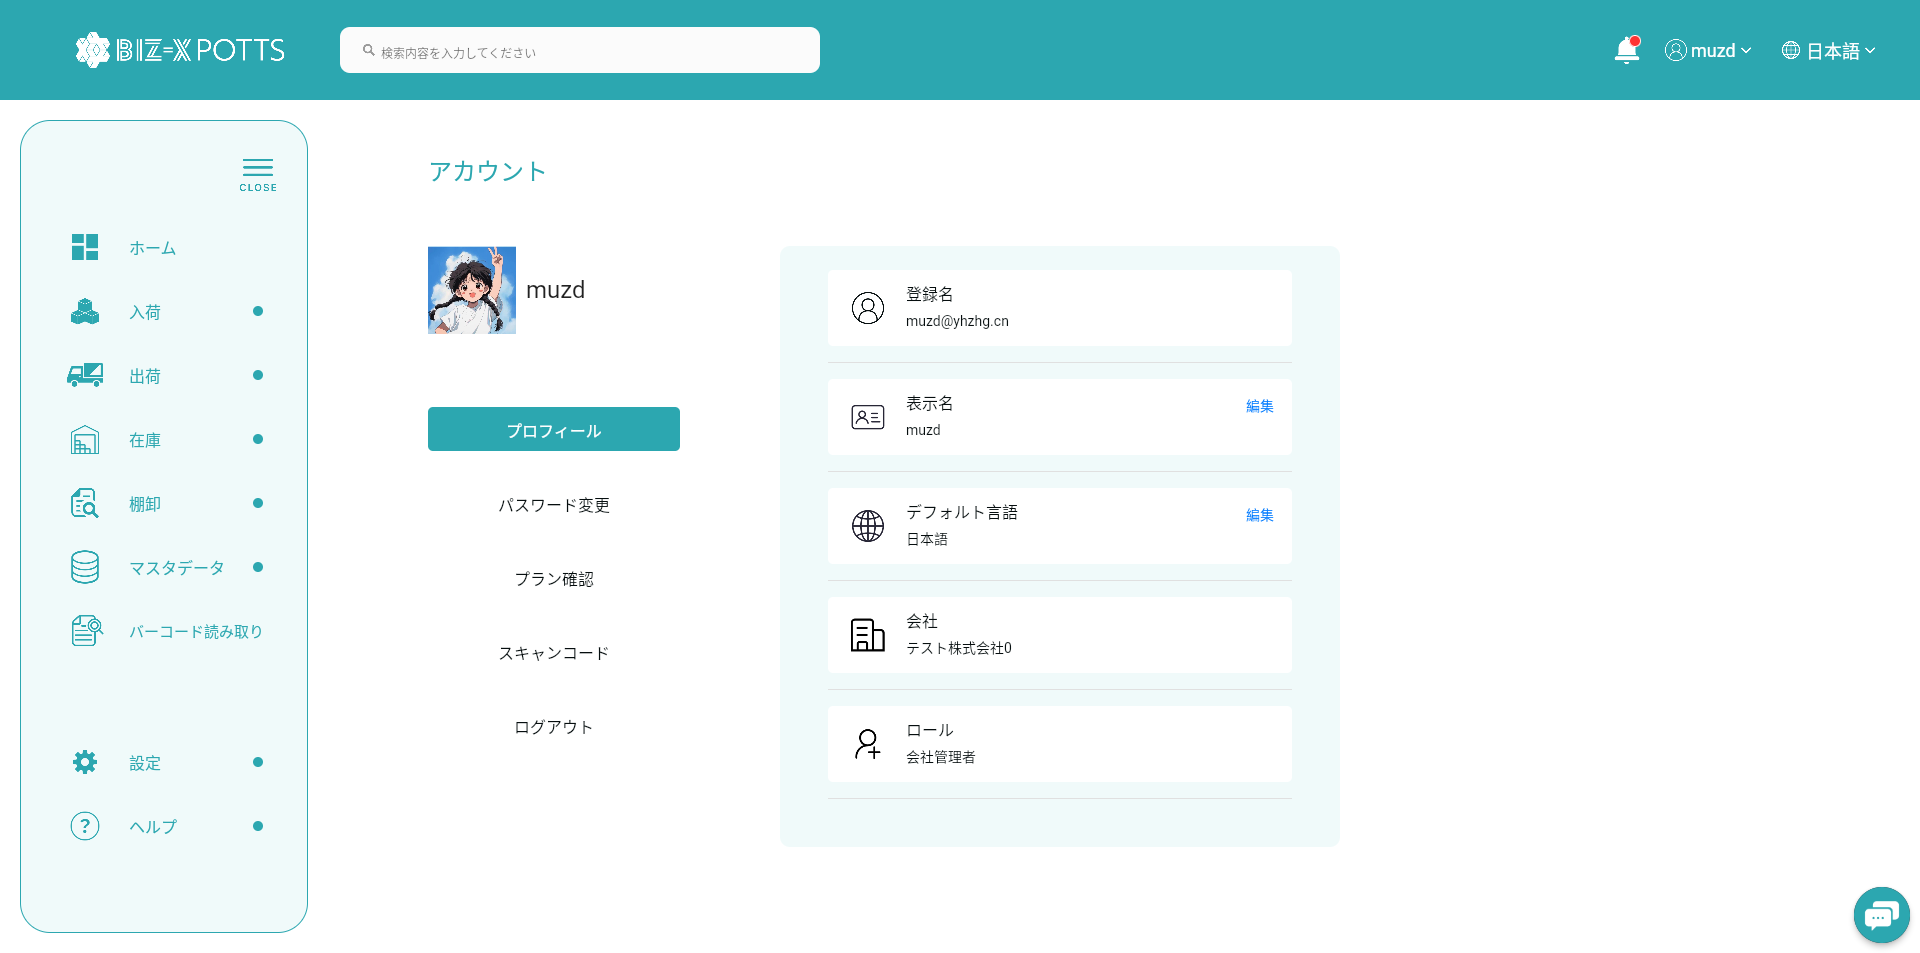 BIZ=X POTTS
検索内容を入力してください
muzd
日本語
CLOSE
ホーム
入荷
出荷
在庫
棚卸
マスタデータ
バーコード読み取り
設定
ヘルプ
アカウント
muzd
プロフィール
パスワード変更
プラン確認
スキャンコード
ログアウト
登録名
muzd@yhzhg.cn
表示名
編集
muzd
デフォルト言語
編集
日本語
会社
テスト株式会社0
ロール
会社管理者